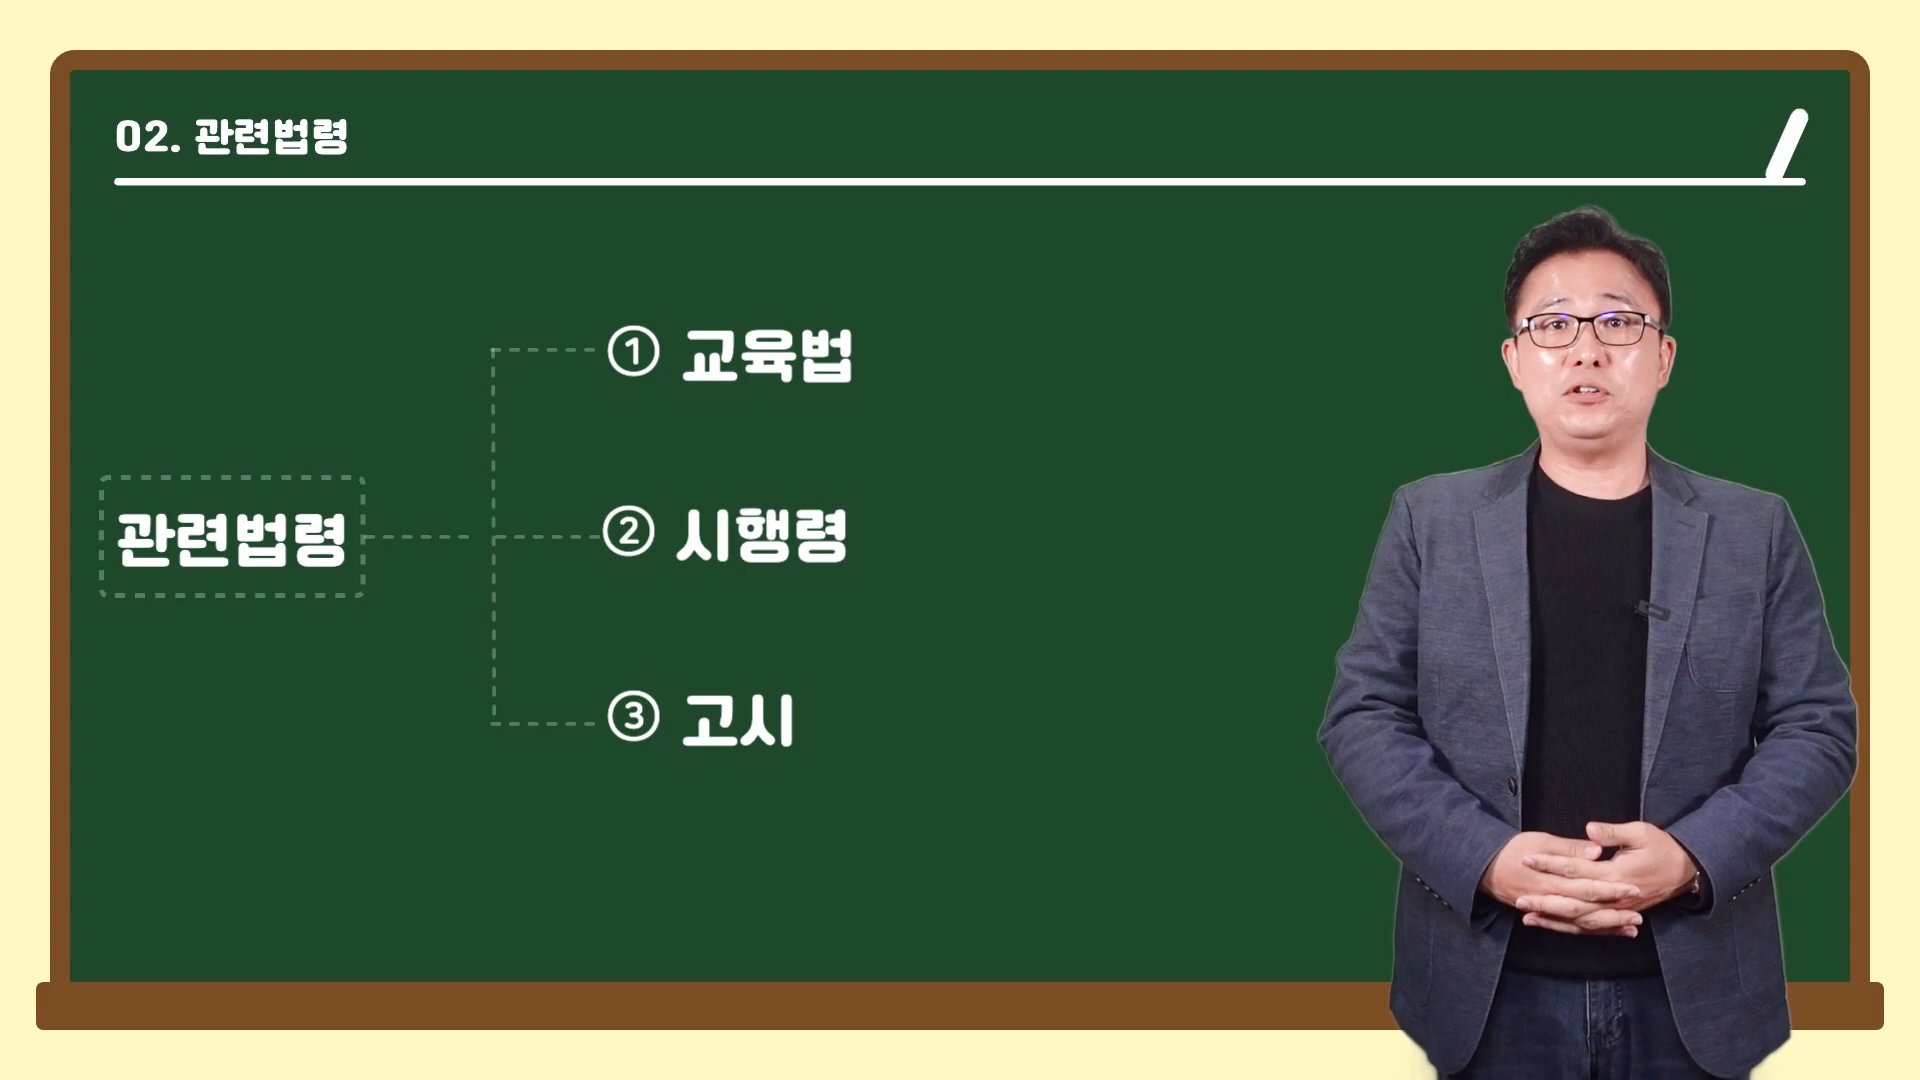 02. 관련법령
관련법령
① 교육법
② 시행령
③ 고시